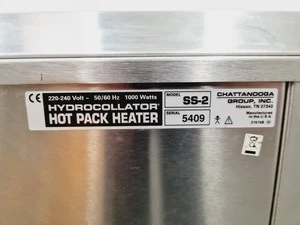 CE 220-240 Volt - 50/60 Hz 1000 Watts
HYDROCOLLATOR®
HOT PACK HEATER
MODEL SS-2
SERIAL 5409
CHATTANOOGA
GROUP, INC.
Hixson, TN 37343
Manufactured
in the U.S.A.